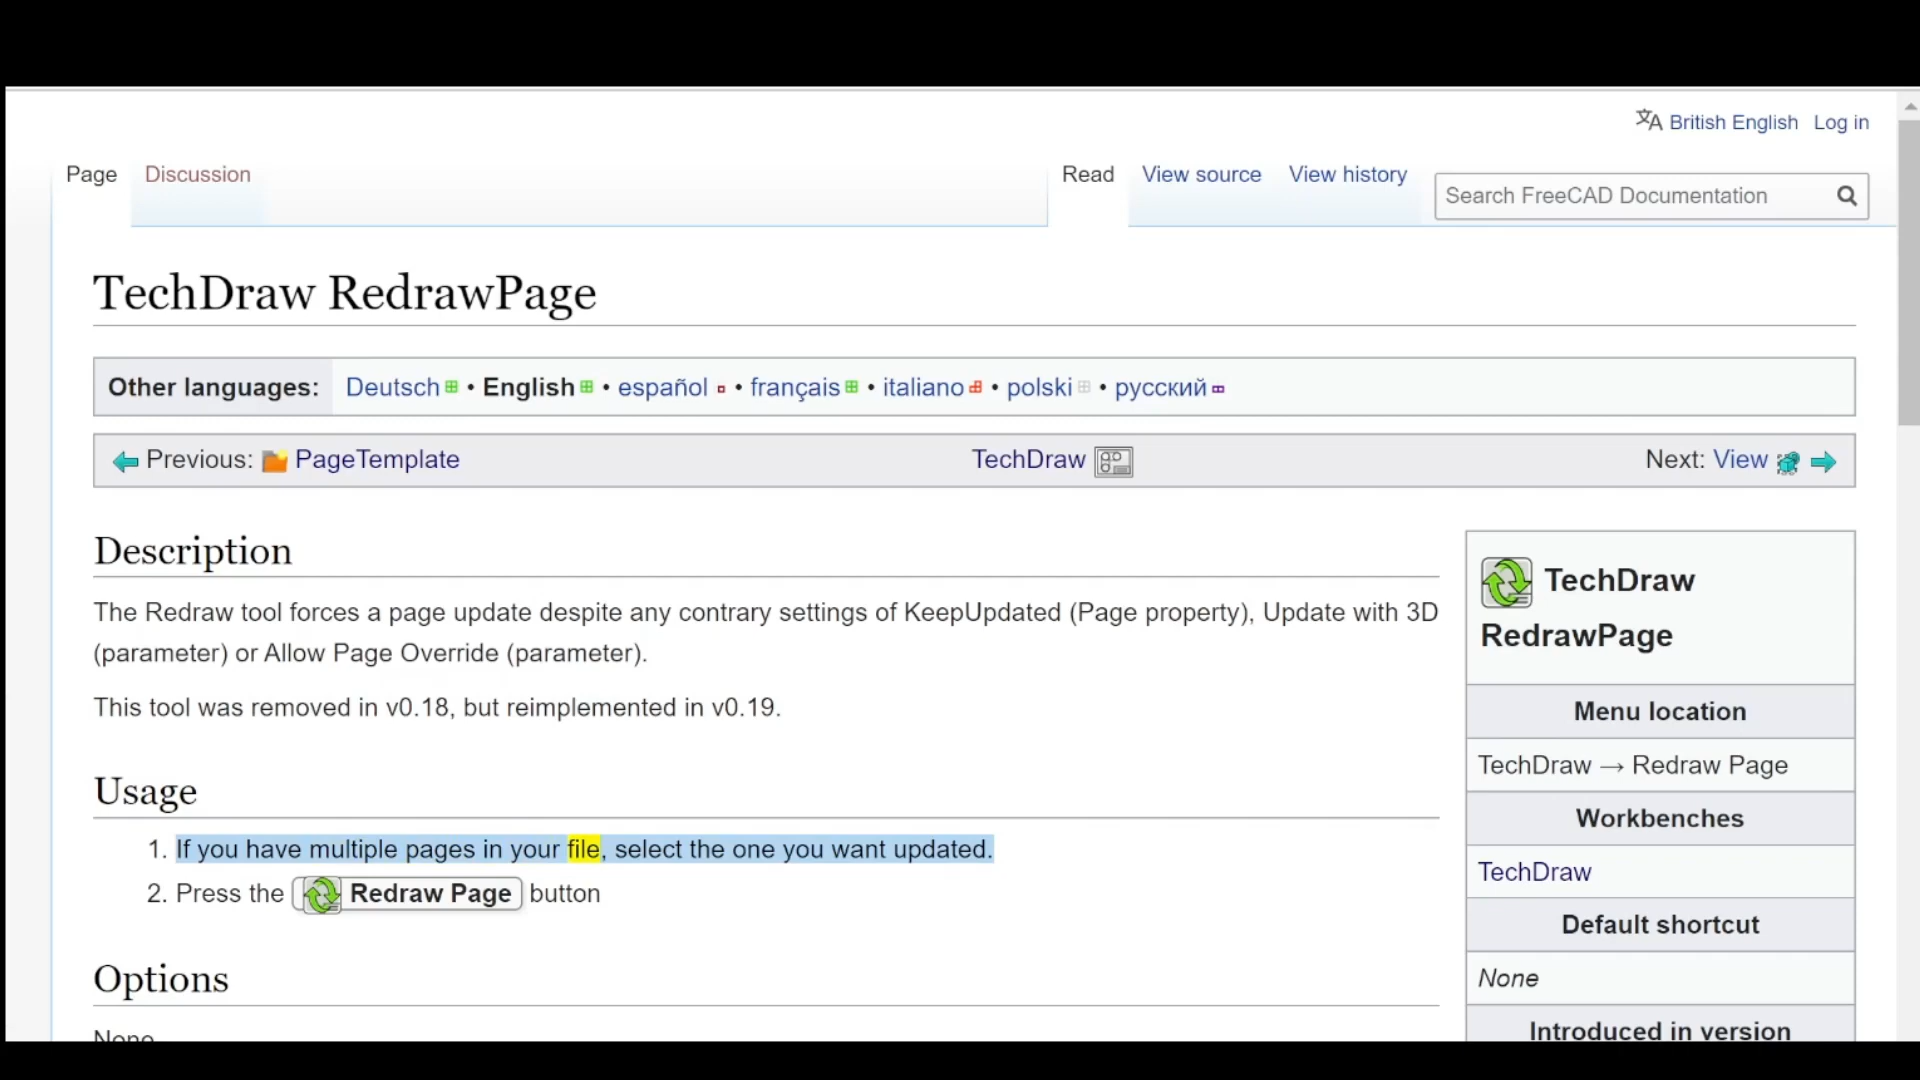 British English Log in
Page Discussion Read View source View history
Search FreeCAD Documentation
TechDraw RedrawPage
Other languages: Deutsch • English • español • français • italiano • polski • русский
Previous: PageTemplate TechDraw Next: View
Description
The Redraw tool forces a page update despite any contrary settings of KeepUpdated (Page property), Update with 3D
(parameter) or Allow Page Override (parameter).
This tool was removed in v0.18, but reimplemented in v0.19.
Usage
1. If you have multiple pages in your file, select the one you want updated.
2. Press the Redraw Page button
Options
None
TechDraw
RedrawPage
Menu location
TechDraw → Redraw Page
Workbenches
TechDraw
Default shortcut
None
Introduced in version